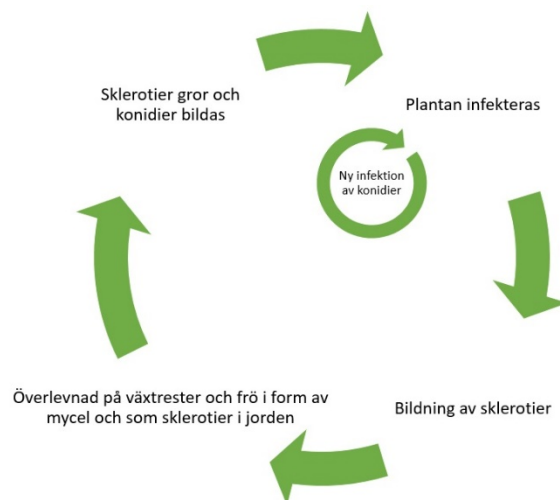 Sklerotier gror och
konidier bildas
Plantan infekteras
Ny infektion
av konidier
Bildning av sklerotier
Överlevnad på växtrester och frö i form av
mycel och som sklerotier i jorden